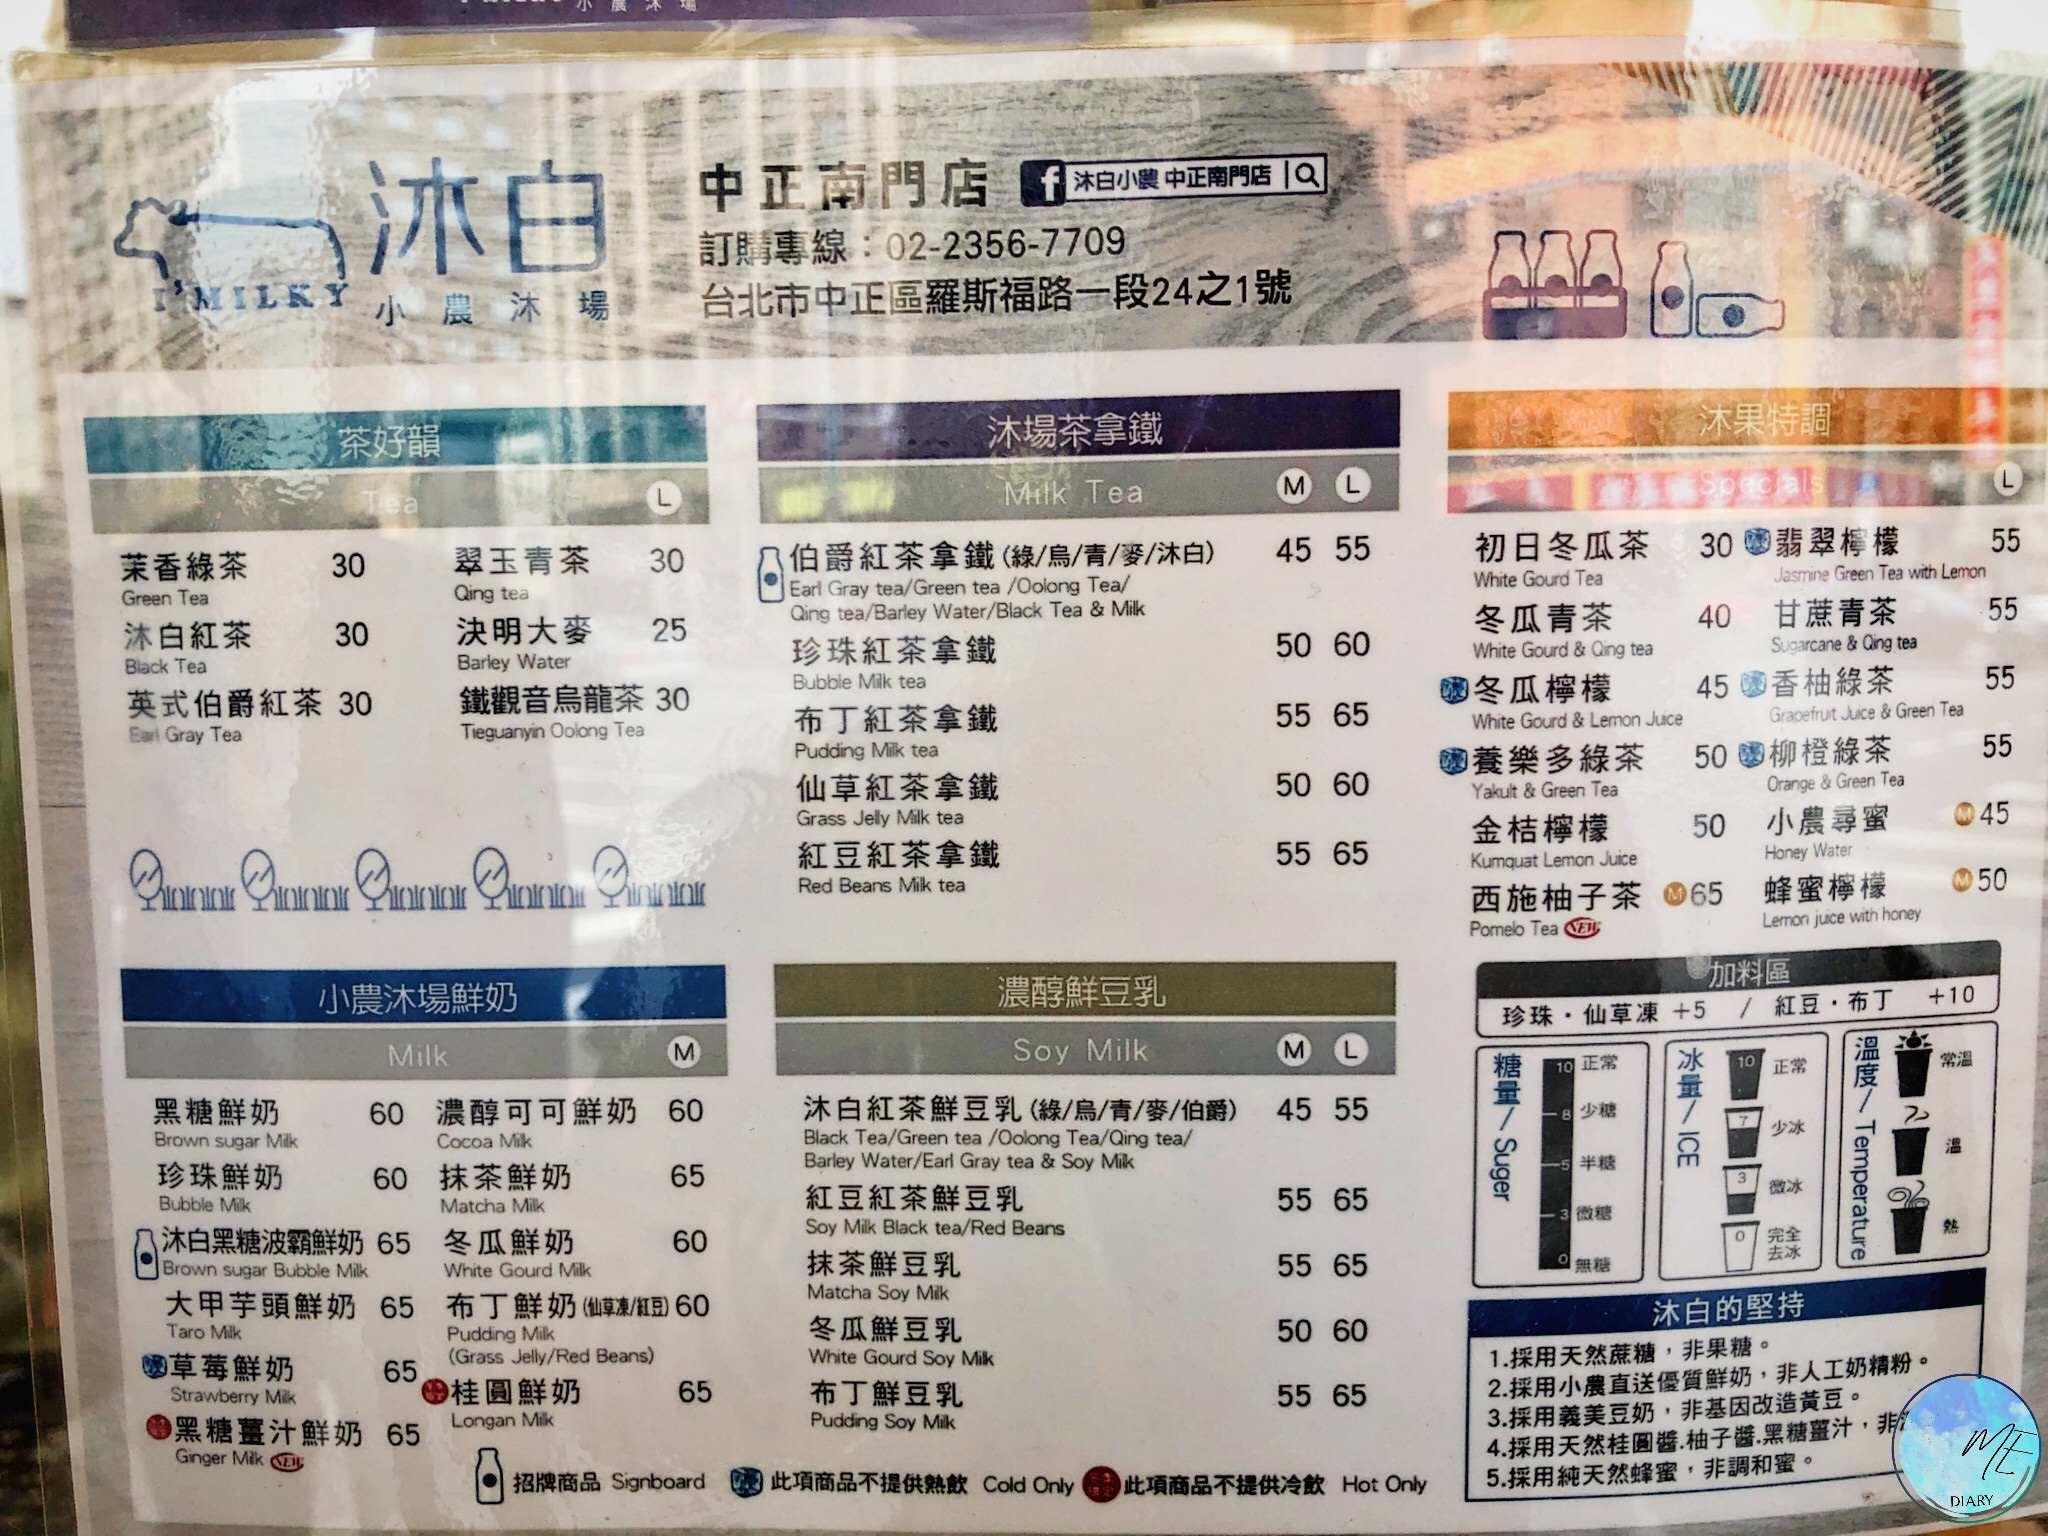 小農沐場
沐白
I'MILKY
小農沐場
中正南門店
f 沐白小農 中正南門店
訂購專線：02-2356-7709
台北市中正區羅斯福路一段24之1號
茶好韻
Tea L
茉香綠茶 30
Green Tea
沐白紅茶 30
Black Tea
英式伯爵紅茶 30
Earl Gray Tea
翠玉青茶 30
Qing tea
決明大麥 25
Barley Water
鐵觀音烏龍茶 30
Tieguanyin Oolong Tea
沐場茶拿鐵
Milk Tea M L
伯爵紅茶拿鐵 (綠/烏/青/麥/沐白) 45 55
Earl Gray tea/Green tea /Oolong Tea/
Qing tea/Barley Water/Black Tea & Milk
珍珠紅茶拿鐵 50 60
Bubble Milk tea
布丁紅茶拿鐵 55 65
Pudding Milk tea
仙草紅茶拿鐵 50 60
Grass Jelly Milk tea
紅豆紅茶拿鐵 55 65
Red Beans Milk tea
沐果特調
Specials L
初日冬瓜茶 30
White Gourd Tea
冬瓜青茶 40
White Gourd & Qing tea
冬瓜檸檬 45
White Gourd & Lemon Juice
養樂多綠茶 50
Yakult & Green Tea
金桔檸檬 50
Kumquat Lemon Juice
西施柚子茶 M 65
Pomelo Tea NEW
翡翠檸檬 55
Jasmine Green Tea with Lemon
甘蔗青茶 55
Sugarcane & Qing tea
香柚綠茶 55
Grapefruit Juice & Green Tea
柳橙綠茶 55
Orange & Green Tea
小農尋蜜 M 45
Honey Water
蜂蜜檸檬 M 50
Lemon juice with honey
小農沐場鮮奶
Milk M
黑糖鮮奶 60
Brown sugar Milk
珍珠鮮奶 60
Bubble Milk
沐白黑糖波霸鮮奶 65
Brown sugar Bubble Milk
大甲芋頭鮮奶 65
Taro Milk
草莓鮮奶 65
Strawberry Milk
黑糖薑汁鮮奶 65
Ginger Milk NEW
濃醇可可鮮奶 60
Cocoa Milk
抹茶鮮奶 65
Matcha Milk
冬瓜鮮奶 60
White Gourd Milk
布丁鮮奶 (仙草凍/紅豆) 60
Pudding Milk
(Grass Jelly/Red Beans)
桂圓鮮奶 65
Longan Milk
濃醇鮮豆乳
Soy Milk M L
沐白紅茶鮮豆乳 (綠/烏/青/麥/伯爵) 45 55
Black Tea/Green tea /Oolong Tea/Qing tea/
Barley Water/Earl Gray tea & Soy Milk
紅豆紅茶鮮豆乳 55 65
Soy Milk Black tea/Red Beans
抹茶鮮豆乳 55 65
Matcha Soy Milk
冬瓜鮮豆乳 50 60
White Gourd Soy Milk
布丁鮮豆乳 55 65
Pudding Soy Milk
招牌商品 Signboard 此項商品不提供熱飲 Cold Only 此項商品不提供冷飲 Hot Only
加料區
珍珠・仙草凍 +5 / 紅豆・布丁 +10
糖量/Suger
10 正常
8 少糖
5 半糖
3 微糖
0 無糖
冰量/ICE
10 正常
7 少冰
3 微冰
0 完全去冰
溫度/Temperature
常溫
溫
熱
沐白的堅持
1.採用天然蔗糖，非果糖。
2.採用小農直送優質鮮奶，非人工奶精粉。
3.採用義美豆奶，非基因改造黃豆。
4.採用天然桂圓醬.柚子醬.黑糖薑汁，非
5.採用純天然蜂蜜，非調和蜜。
ME
DIARY